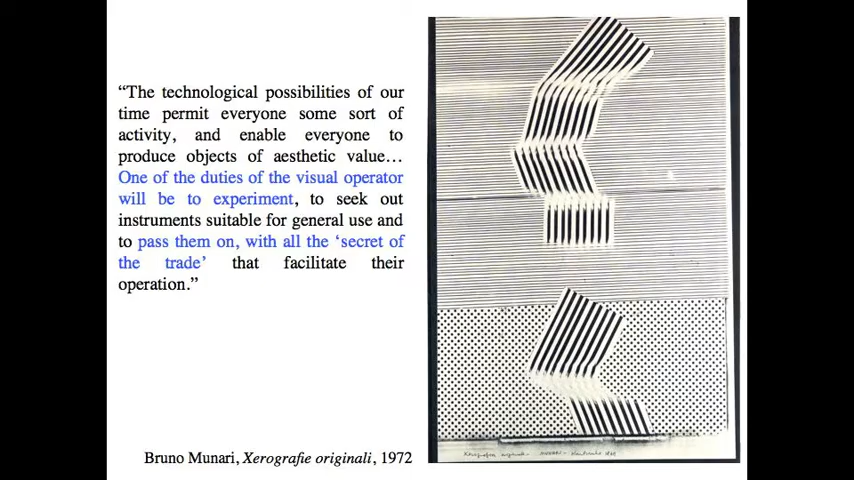 “The technological possibilities of our
time permit everyone some sort of
activity, and enable everyone to
produce objects of aesthetic value…
One of the duties of the visual operator
will be to experiment, to seek out
instruments suitable for general use and
to pass them on, with all the ‘secret of
the trade’ that facilitate their
operation.”
Bruno Munari, Xerografie originali, 1972
MUNARI